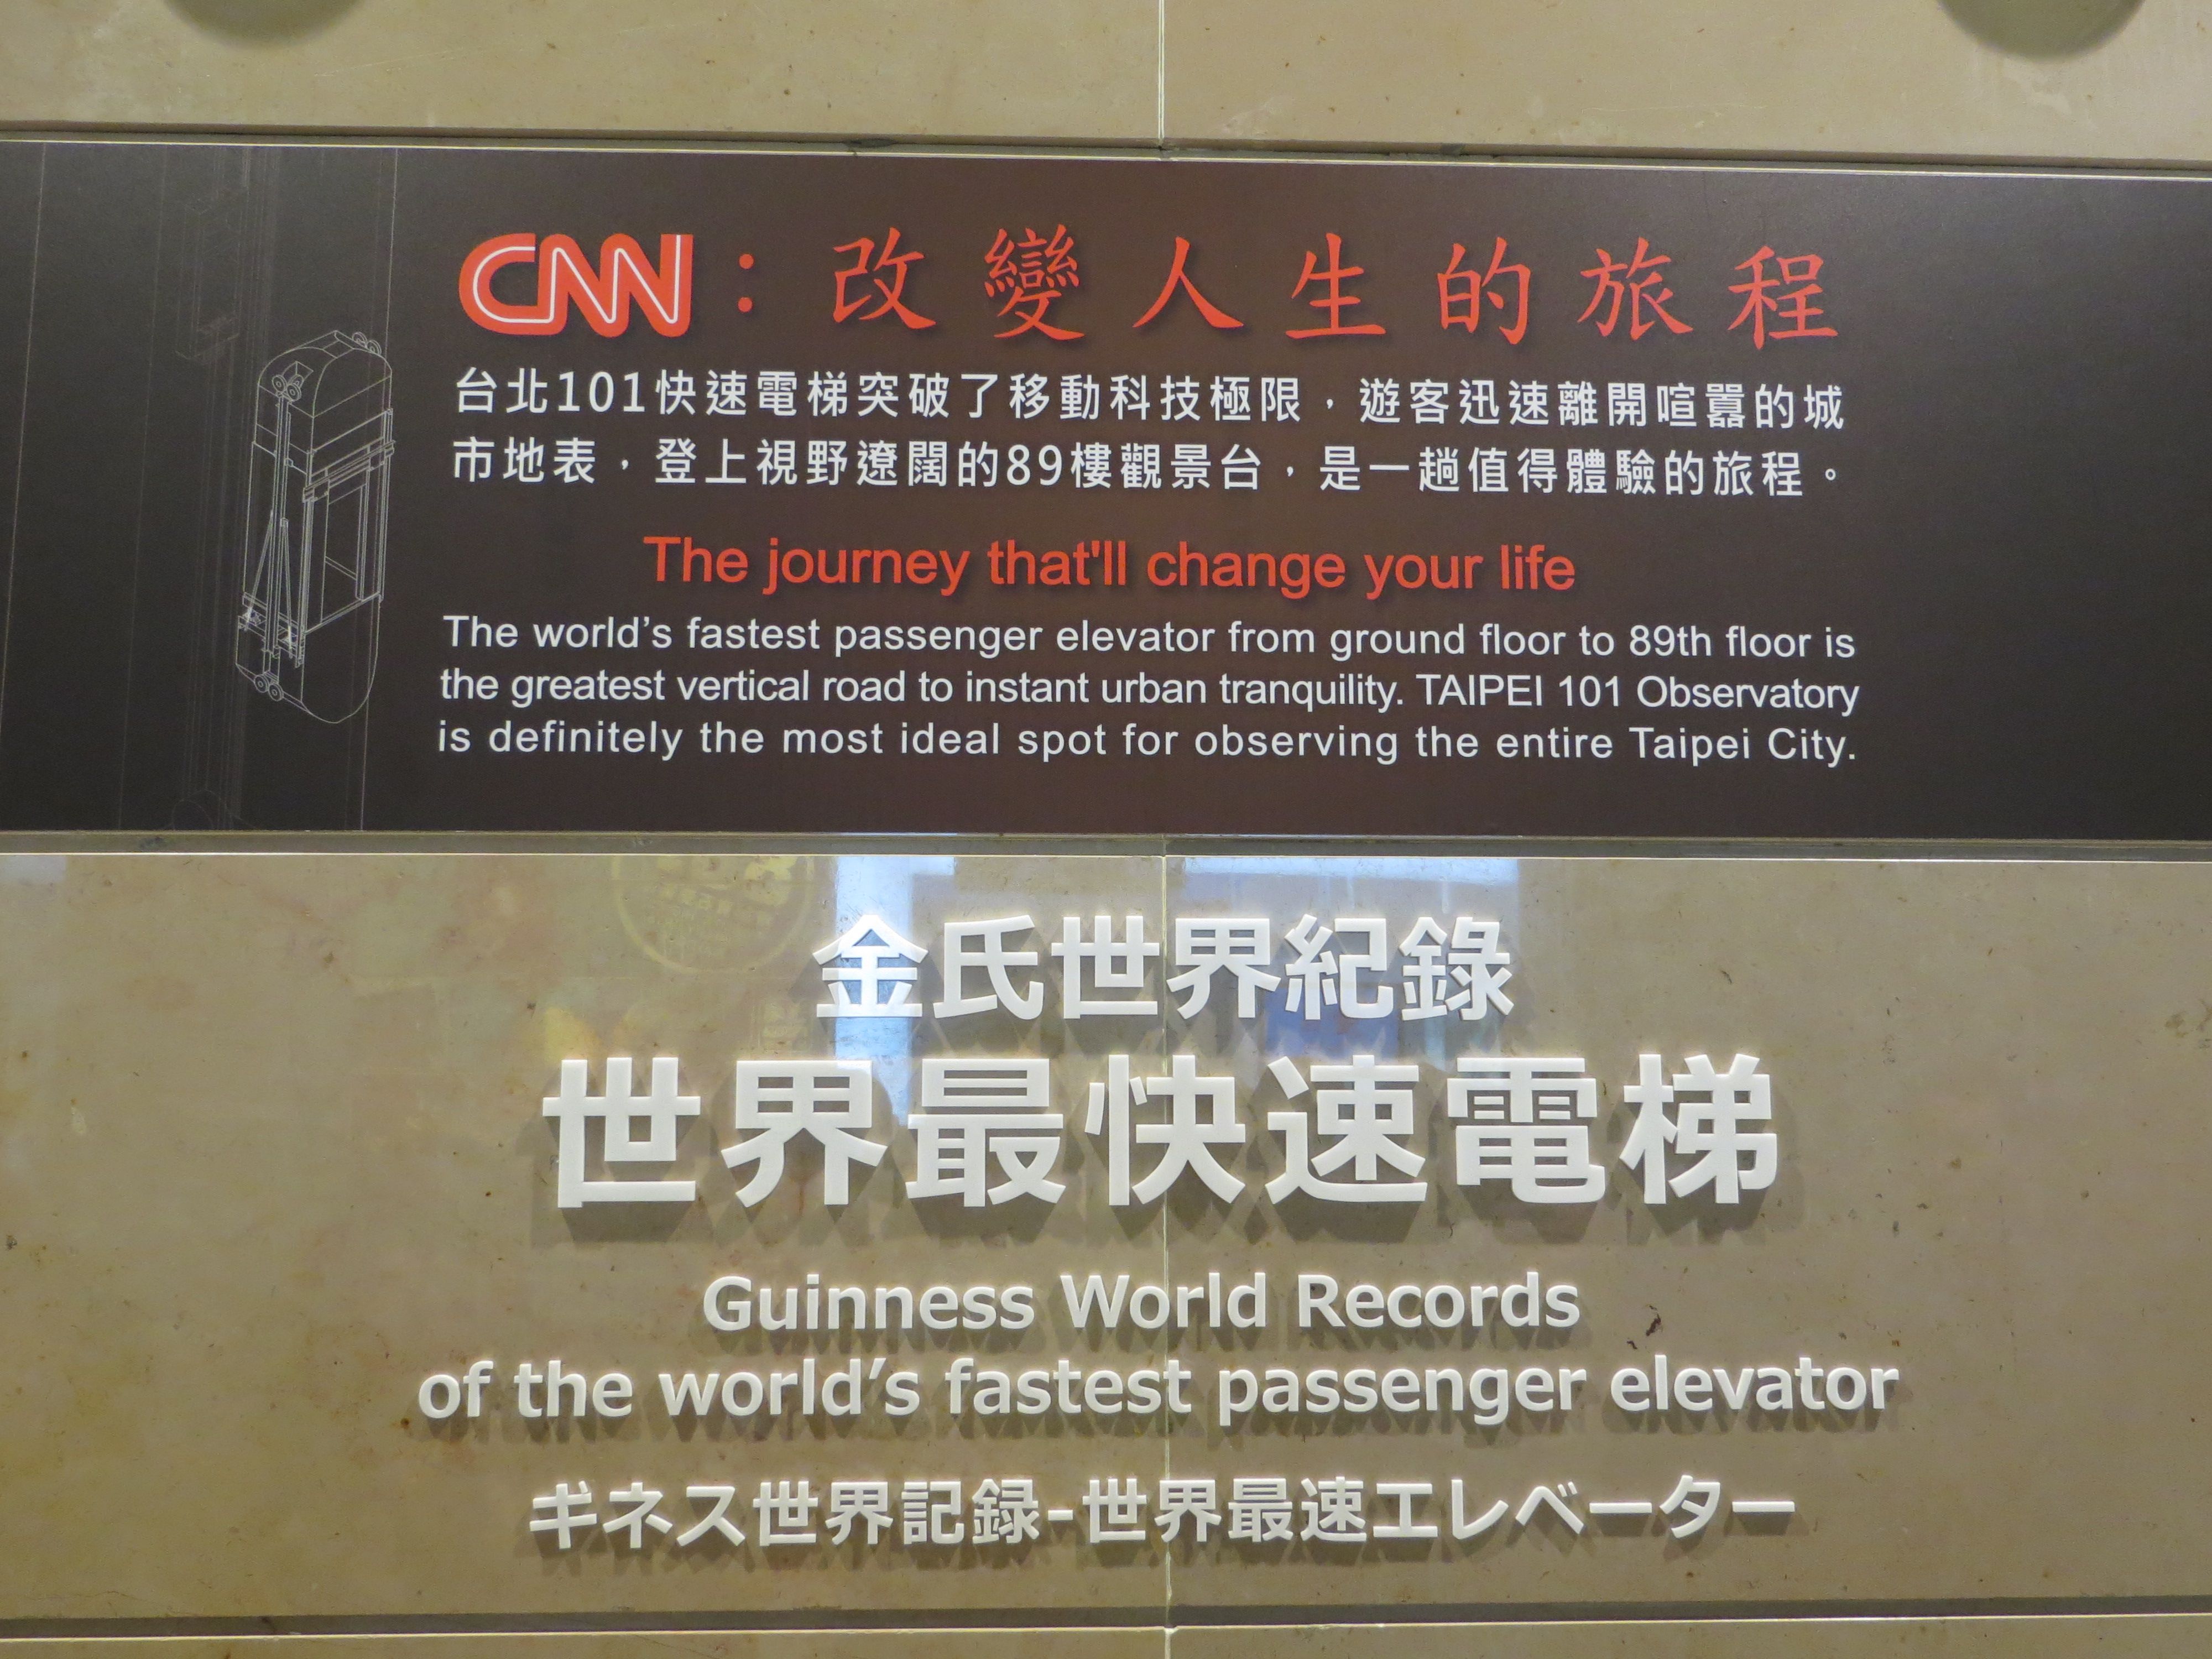 CNN：改變人生的旅程
台北101快速電梯突破了移動科技極限，遊客迅速離開喧囂的城
市地表，登上視野遼闊的89樓觀景台，是一趟值得體驗的旅程。
The journey that'll change your life
The world’s fastest passenger elevator from ground floor to 89th floor is
the greatest vertical road to instant urban tranquility. TAIPEI 101 Observatory
is definitely the most ideal spot for observing the entire Taipei City.
金氏世界紀錄
世界最快速電梯
Guinness World Records
of the world’s fastest passenger elevator
ギネス世界記録-世界最速エレベーター